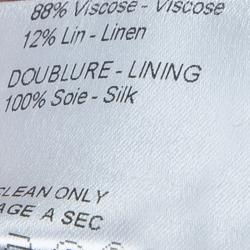 88% Viscose - Viscose
12% Lin - Linen
DOUBLURE - LINING
100% Soie - Silk
CLEAN ONLY
AGE A SEC